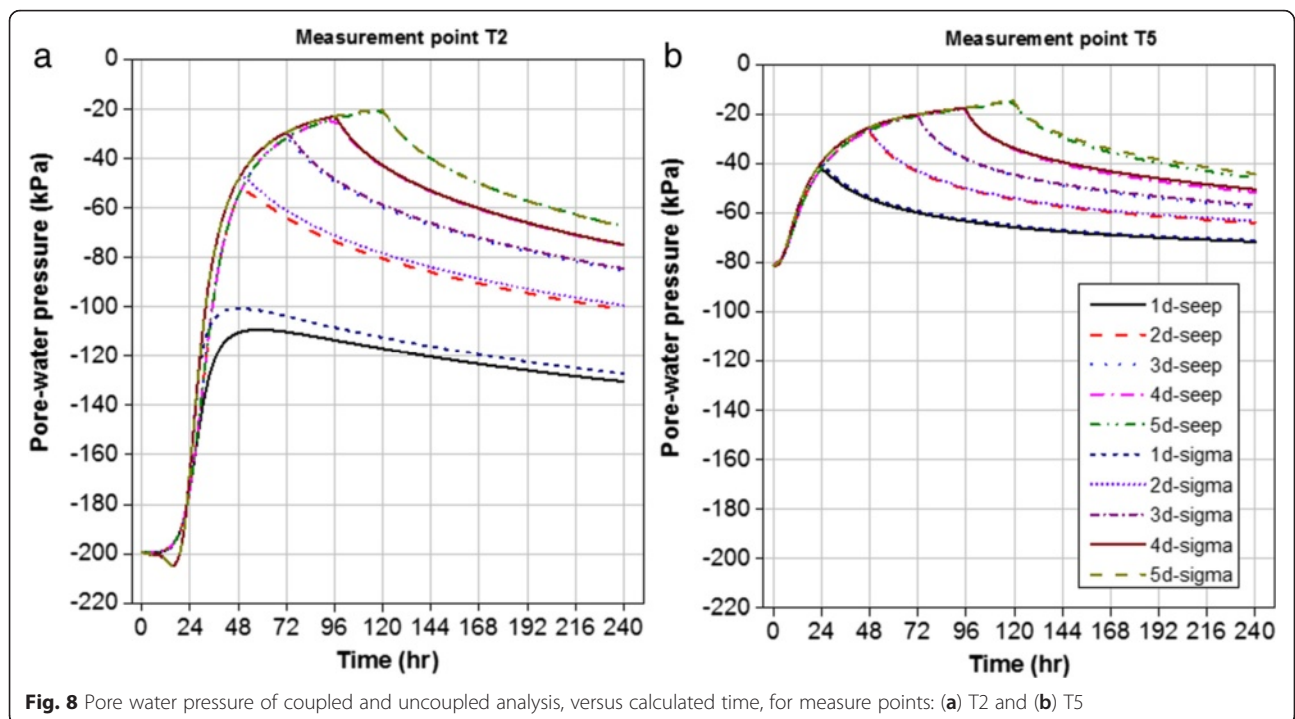 a
Measurement point T2
Pore-water pressure (kPa)
0
-20
-40
-60
-80
-100
-120
-140
-160
-180
-200
-220
0 24 48 72 96 120 144 168 192 216 240
Time (hr)
b
Measurement point T5
Pore-water pressure (kPa)
0
-20
-40
-60
-80
-100
-120
-140
-160
-180
-200
-220
0 24 48 72 96 120 144 168 192 216 240
Time (hr)
1d-seep
2d-seep
3d-seep
4d-seep
5d-seep
1d-sigma
2d-sigma
3d-sigma
4d-sigma
5d-sigma
Fig. 8 Pore water pressure of coupled and uncoupled analysis, versus calculated time, for measure points: (a) T2 and (b) T5